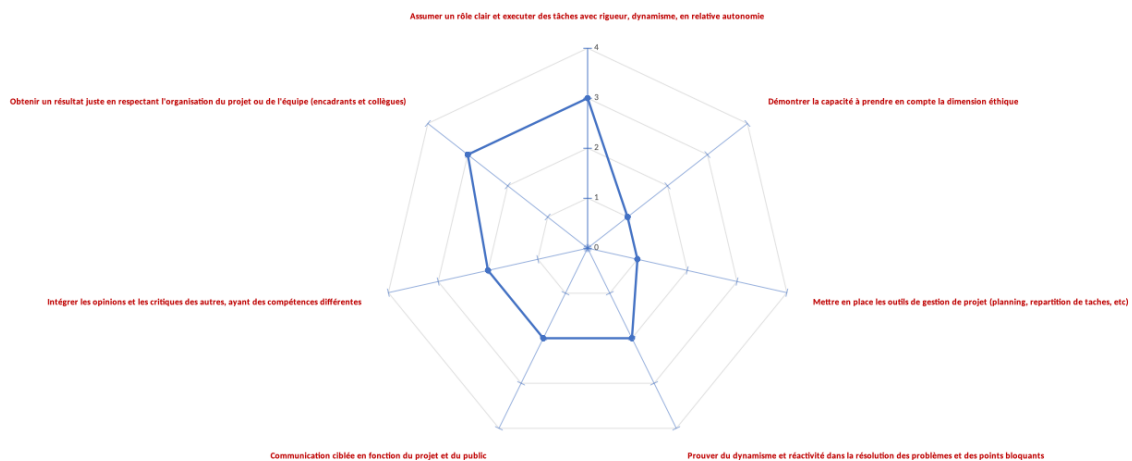 Assumer un rôle clair et executer des tâches avec rigueur, dynamisme, en relative autonomie
4
Obtenir un résultat juste en respectant l'organisation du projet ou de l'équipe (encadrants et collègues)
3
Démontrer la capacité à prendre en compte la dimension éthique
2
1
0
Intégrer les opinions et les critiques des autres, ayant des compétences différentes
Mettre en place les outils de gestion de projet (planning, repartition de taches, etc)
Communication ciblée en fonction du projet et du public
Prouver du dynamisme et réactivité dans la résolution des problèmes et des points bloquants